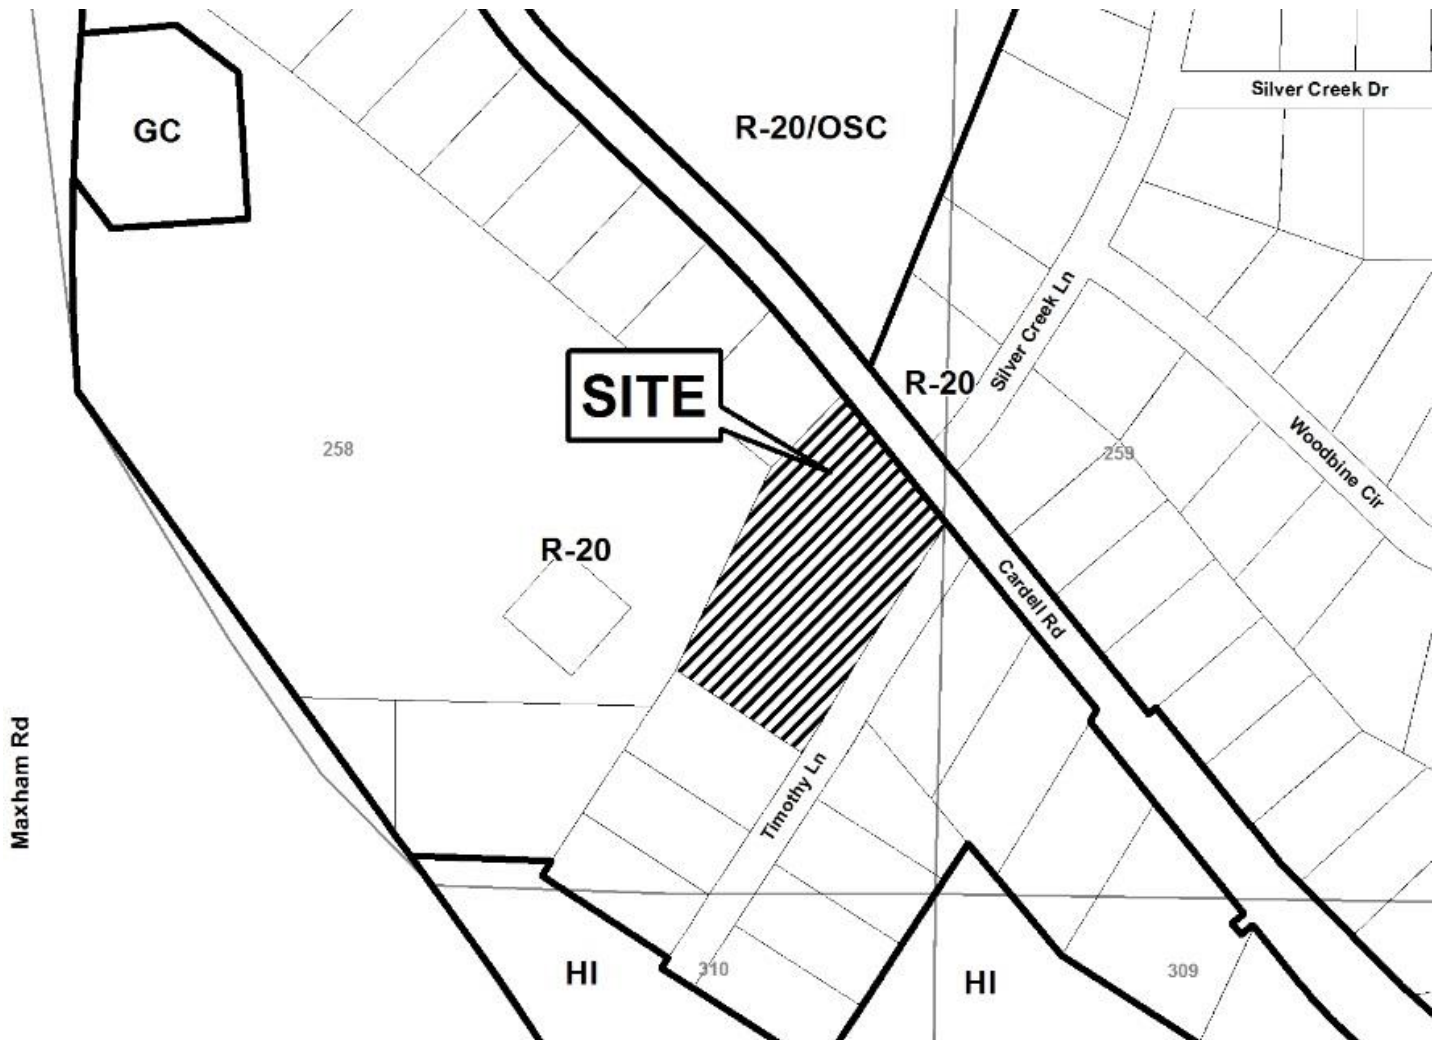 Silver Creek Dr
GC
R-20/OSC
Silver Creek Ln
R-20
SITE
258
259
Woodbine Cir
R-20
Cardell Rd
Maxham Rd
Timothy Ln
HI
310
HI
309